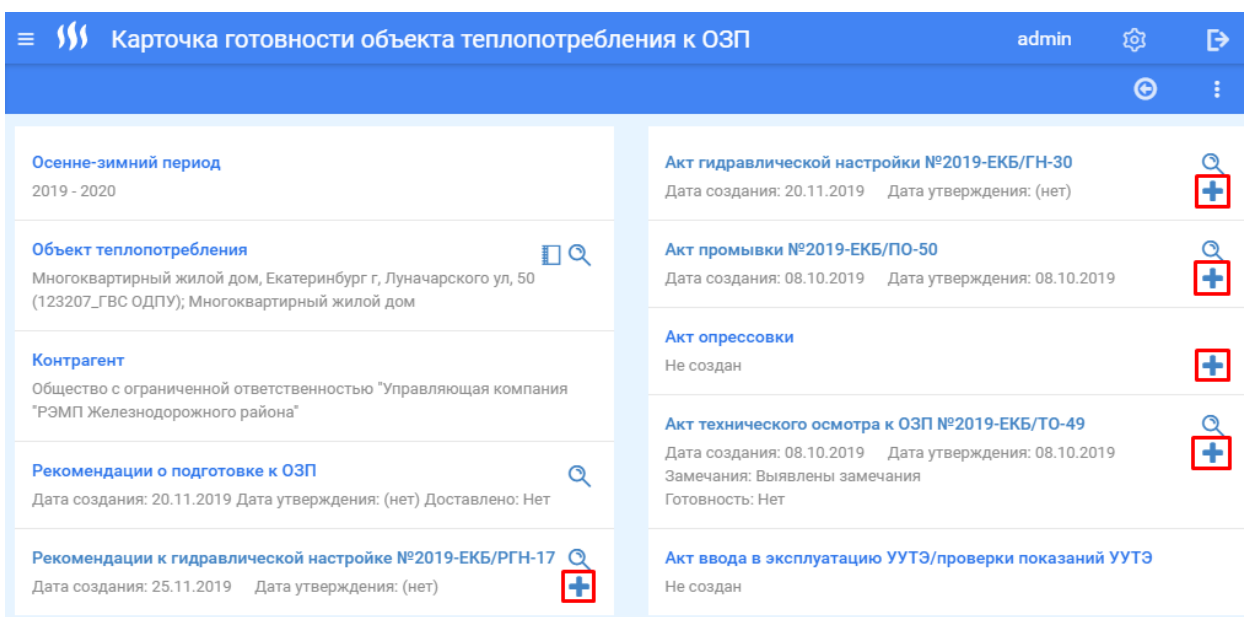 Карточка готовности объекта теплопотребления к ОЗП
admin
Осенне-зимний период
2019 - 2020
Объект теплопотребления
Многоквартирный жилой дом, Екатеринбург г, Луначарского ул, 50
(123207_ГВС ОДПУ); Многоквартирный жилой дом
Контрагент
Общество с ограниченной ответственностью "Управляющая компания
"РЭМП Железнодорожного района"
Рекомендации о подготовке к ОЗП
Дата создания: 20.11.2019 Дата утверждения: (нет) Доставлено: Нет
Рекомендации к гидравлической настройке №2019-ЕКБ/РГН-17
Дата создания: 25.11.2019 Дата утверждения: (нет)
Акт гидравлической настройки №2019-ЕКБ/ГН-30
Дата создания: 20.11.2019 Дата утверждения: (нет)
Акт промывки №2019-ЕКБ/ПО-50
Дата создания: 08.10.2019 Дата утверждения: 08.10.2019
Акт опрессовки
Не создан
Акт технического осмотра к ОЗП №2019-ЕКБ/ТО-49
Дата создания: 08.10.2019 Дата утверждения: 08.10.2019
Замечания: Выявлены замечания
Готовность: Нет
Акт ввода в эксплуатацию УУТЭ/проверки показаний УУТЭ
Не создан